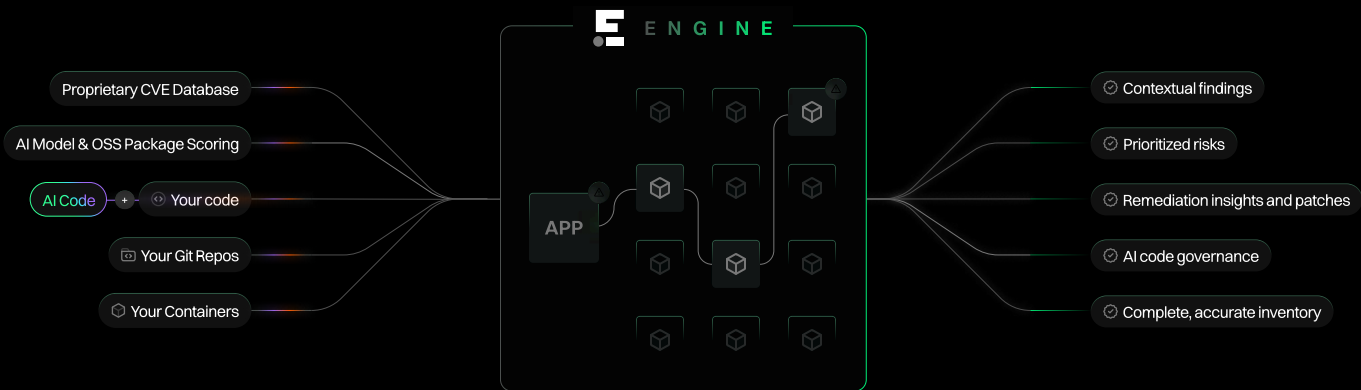 ENGINE
Proprietary CVE Database
AI Model & OSS Package Scoring
AI Code + Your code
Your Git Repos
Your Containers
APP
Contextual findings
Prioritized risks
Remediation insights and patches
AI code governance
Complete, accurate inventory